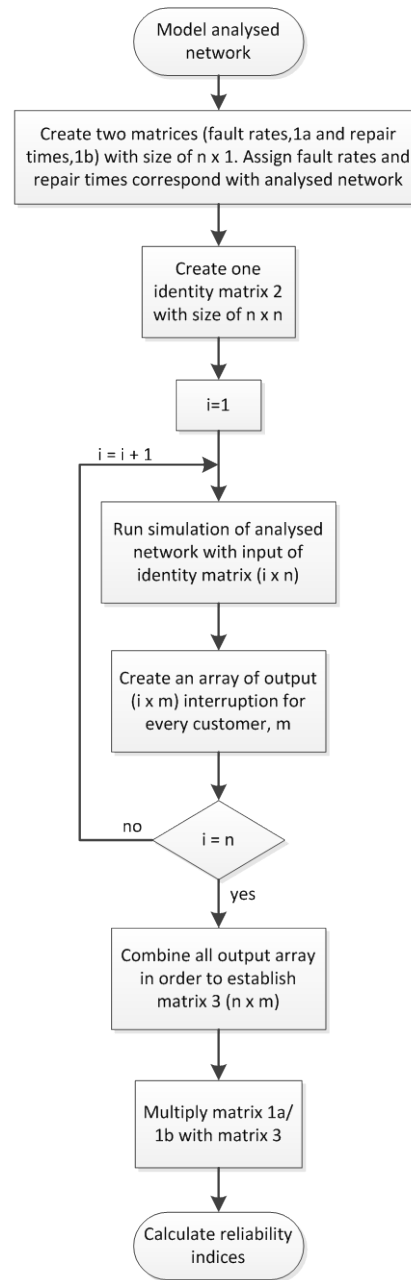 Model analysed
network
Create two matrices (fault rates,1a and repair
times,1b) with size of n x 1. Assign fault rates and
repair times correspond with analysed network
Create one
identity matrix 2
with size of n x n
i=1
i = i + 1
Run simulation of analysed
network with input of
identity matrix (i x n)
Create an array of output
(i x m) interruption for
every customer, m
no
i = n
yes
Combine all output array
in order to establish
matrix 3 (n x m)
Multiply matrix 1a/
1b with matrix 3
Calculate reliability
indices